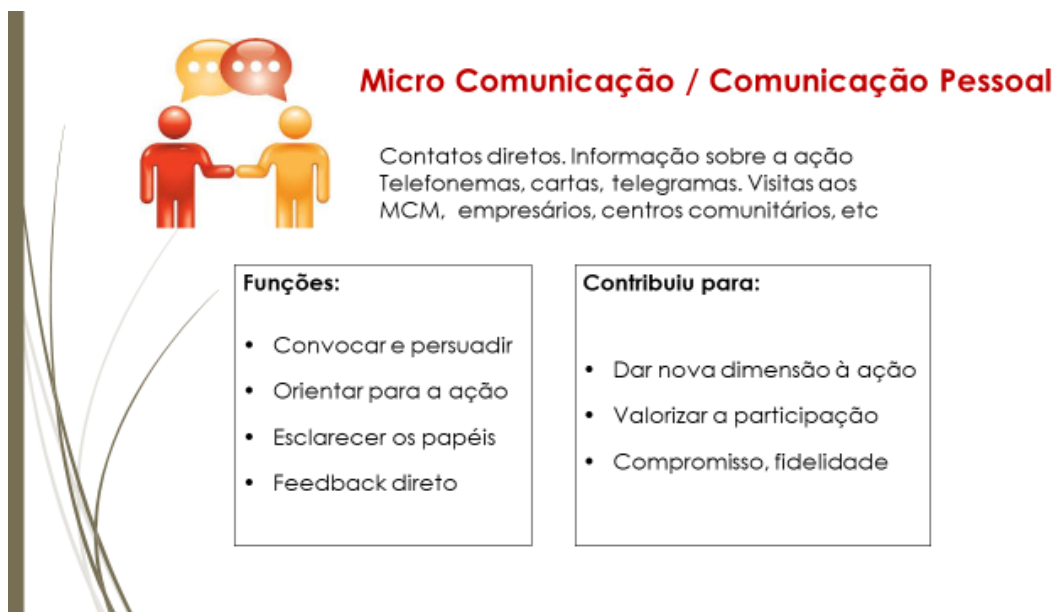 Micro Comunicação / Comunicação Pessoal
Contatos diretos. Informação sobre a ação
Telefonemas, cartas, telegramas. Visitas aos
MCM, empresários, centros comunitários, etc
Funções:
• Convocar e persuadir
• Orientar para a ação
• Esclarecer os papéis
• Feedback direto
Contribuiu para:
• Dar nova dimensão à ação
• Valorizar a participação
• Compromisso, fidelidade